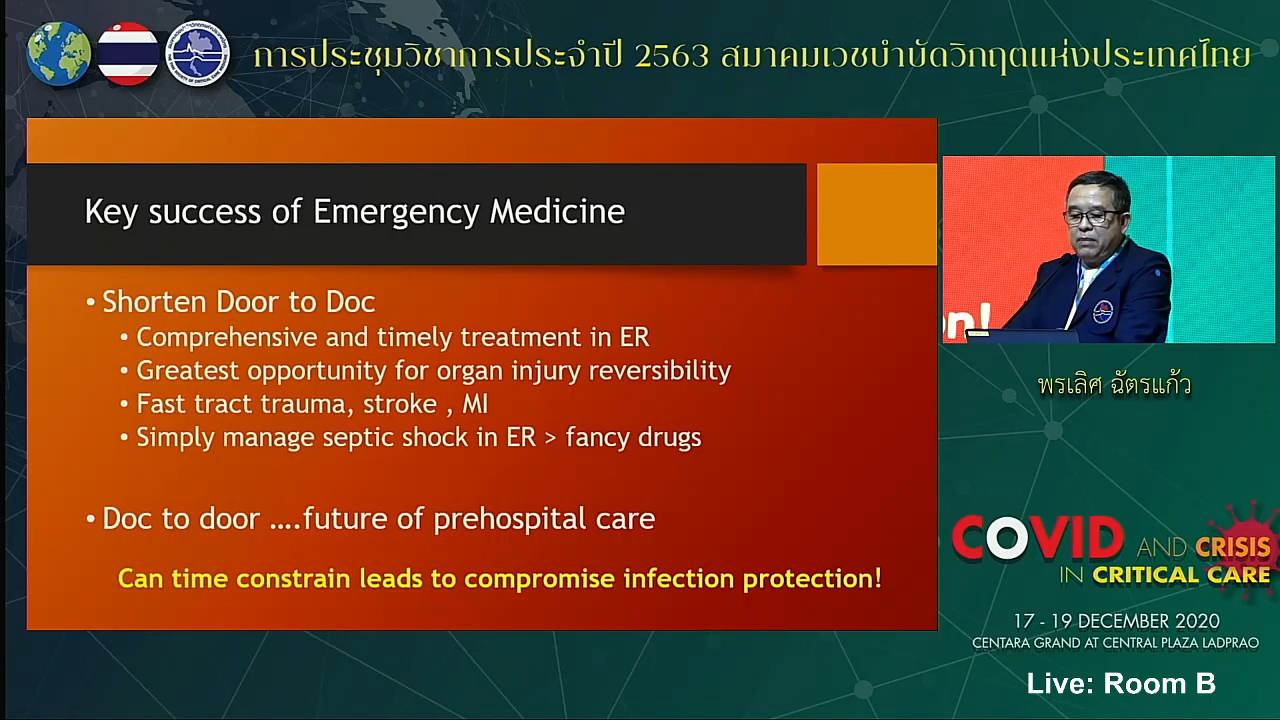 การประชุมวิชาการประจำปี 2563 สมาคมเวชบำบัดวิกฤตแห่งประเทศไทย
Key success of Emergency Medicine
• Shorten Door to Doc
• Comprehensive and timely treatment in ER
• Greatest opportunity for organ injury reversibility
• Fast tract trauma, stroke , MI
• Simply manage septic shock in ER > fancy drugs
• Doc to door ....future of prehospital care
Can time constrain leads to compromise infection protection!
on!
พรเลิศ ฉัตรแก้ว
COVID AND CRISIS
IN CRITICAL CARE
17 - 19 DECEMBER 2020
CENTARA GRAND AT CENTRAL PLAZA LADPRAO
Live: Room B